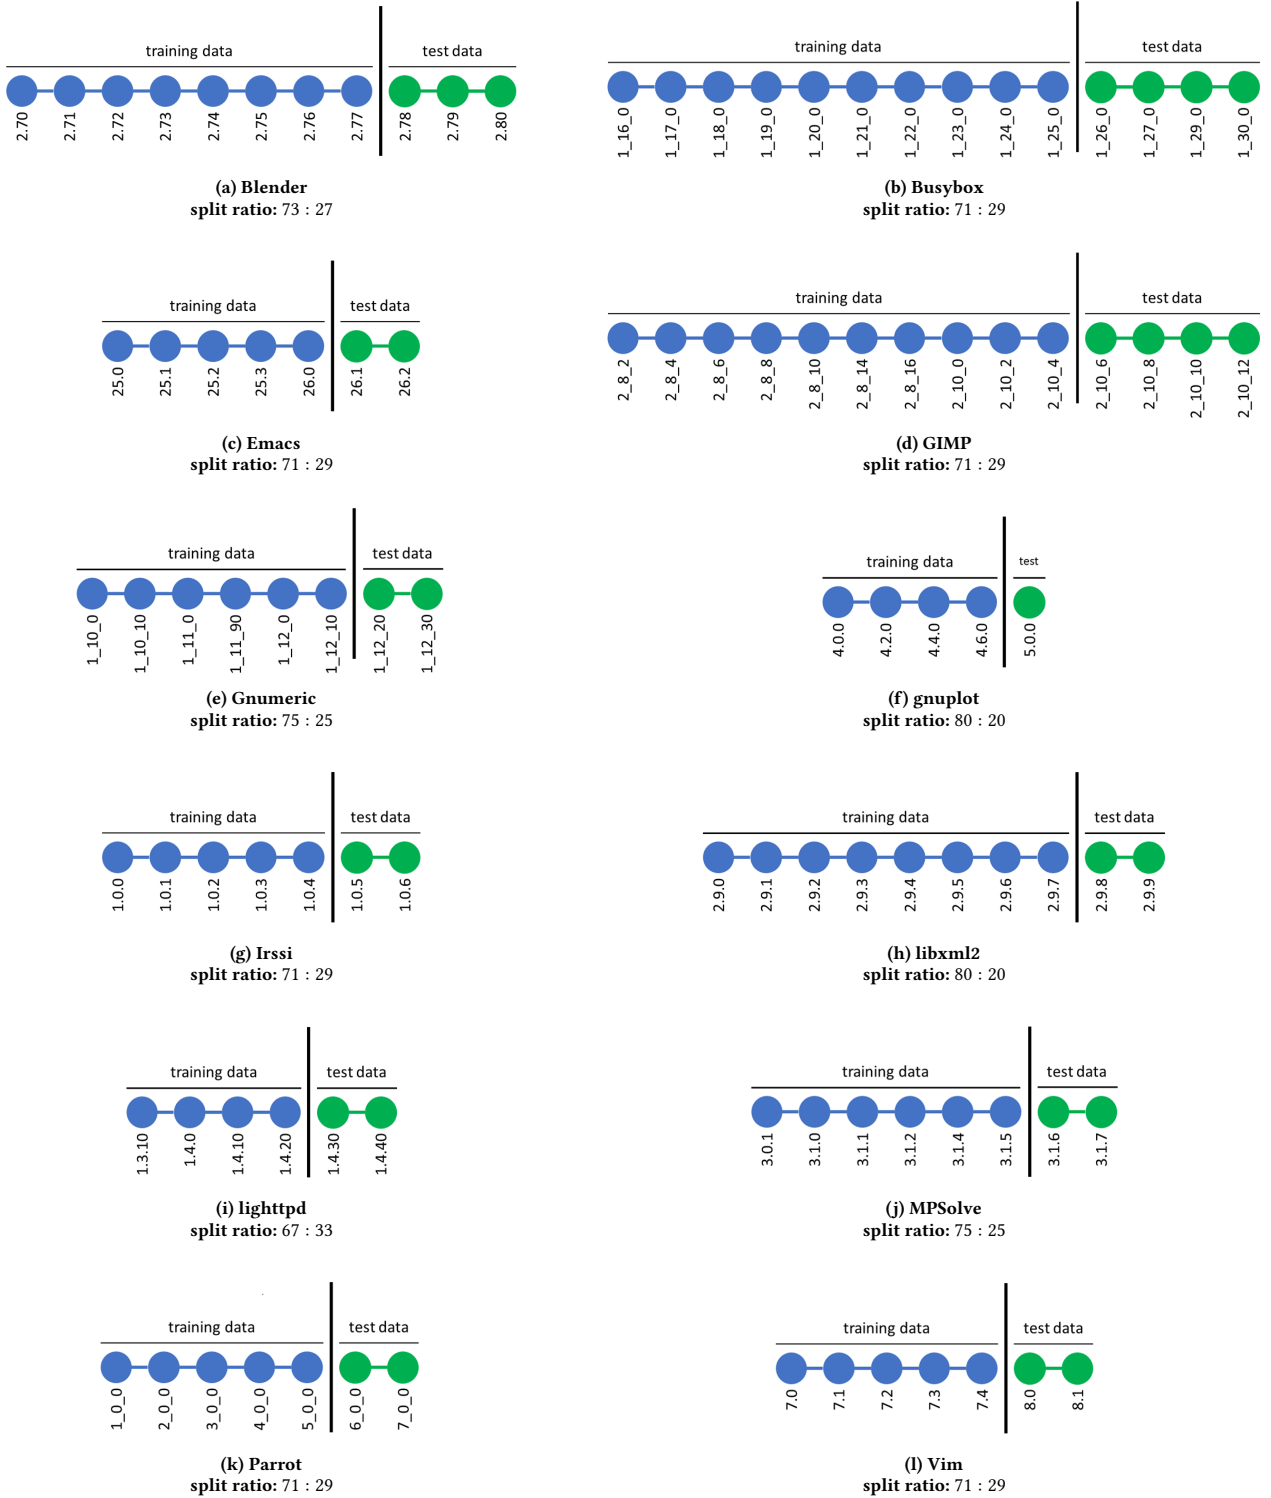 training data
test data
2.70
2.71
2.72
2.73
2.74
2.75
2.76
2.77
2.78
2.79
2.80
(a) Blender
split ratio: 73 : 27
training data
test data
1_16_0
1_17_0
1_18_0
1_19_0
1_20_0
1_21_0
1_22_0
1_23_0
1_24_0
1_25_0
1_26_0
1_27_0
1_29_0
1_30_0
(b) Busybox
split ratio: 71 : 29
training data
test data
25.0
25.1
25.2
25.3
26.0
26.1
26.2
(c) Emacs
split ratio: 71 : 29
training data
test data
2_8_2
2_8_4
2_8_6
2_8_8
2_8_10
2_8_14
2_8_16
2_10_0
2_10_2
2_10_4
2_10_6
2_10_8
2_10_10
2_10_12
(d) GIMP
split ratio: 71 : 29
training data
test data
1_10_0
1_10_10
1_11_0
1_11_90
1_12_0
1_12_10
1_12_20
1_12_30
(e) Gnumeric
split ratio: 75 : 25
training data
test
4.0.0
4.2.0
4.4.0
4.6.0
5.0.0
(f) gnuplot
split ratio: 80 : 20
training data
test data
1.0.0
1.0.1
1.0.2
1.0.3
1.0.4
1.0.5
1.0.6
(g) Irssi
split ratio: 71 : 29
training data
test data
2.9.0
2.9.1
2.9.2
2.9.3
2.9.4
2.9.5
2.9.6
2.9.7
2.9.8
2.9.9
(h) libxml2
split ratio: 80 : 20
training data
test data
1.3.10
1.4.0
1.4.10
1.4.20
1.4.30
1.4.40
(i) lighttpd
split ratio: 67 : 33
training data
test data
3.0.1
3.1.0
3.1.1
3.1.2
3.1.4
3.1.5
3.1.6
3.1.7
(j) MPSolve
split ratio: 75 : 25
training data
test data
1_0_0
2_0_0
3_0_0
4_0_0
5_0_0
6_0_0
7_0_0
(k) Parrot
split ratio: 71 : 29
training data
test data
7.0
7.1
7.2
7.3
7.4
8.0
8.1
(l) Vim
split ratio: 71 : 29